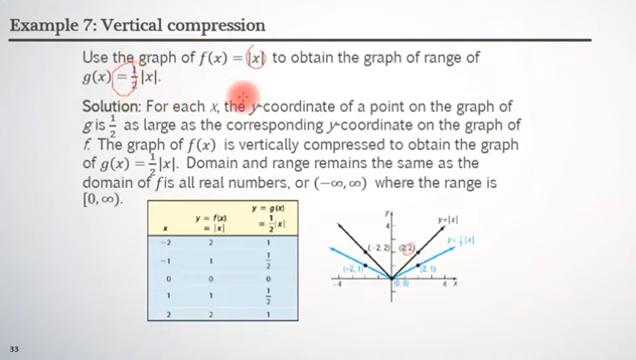 Example 7: Vertical compression
Use the graph of f(x) = |x| to obtain the graph of range of
g(x) = 1/2 |x|.
Solution: For each x, the y-coordinate of a point on the graph of
g is 1/2 as large as the corresponding y-coordinate on the graph of
f. The graph of f(x) is vertically compressed to obtain the graph
of g(x) = 1/2 |x|. Domain and range remains the same as the
domain of f is all real numbers, or (−∞, ∞) where the range is
[0, ∞).
x y = f(x) = |x| y = g(x) = 1/2 |x|
−2 2 1
−1 1 1/2
0 0 0
1 1 1/2
2 2 1
y
4
y = |x|
y = 1/2 |x|
(−2, 2) (2, 2)
(−2, 1) (2, 1)
(0, 0)
−4 4 x
33